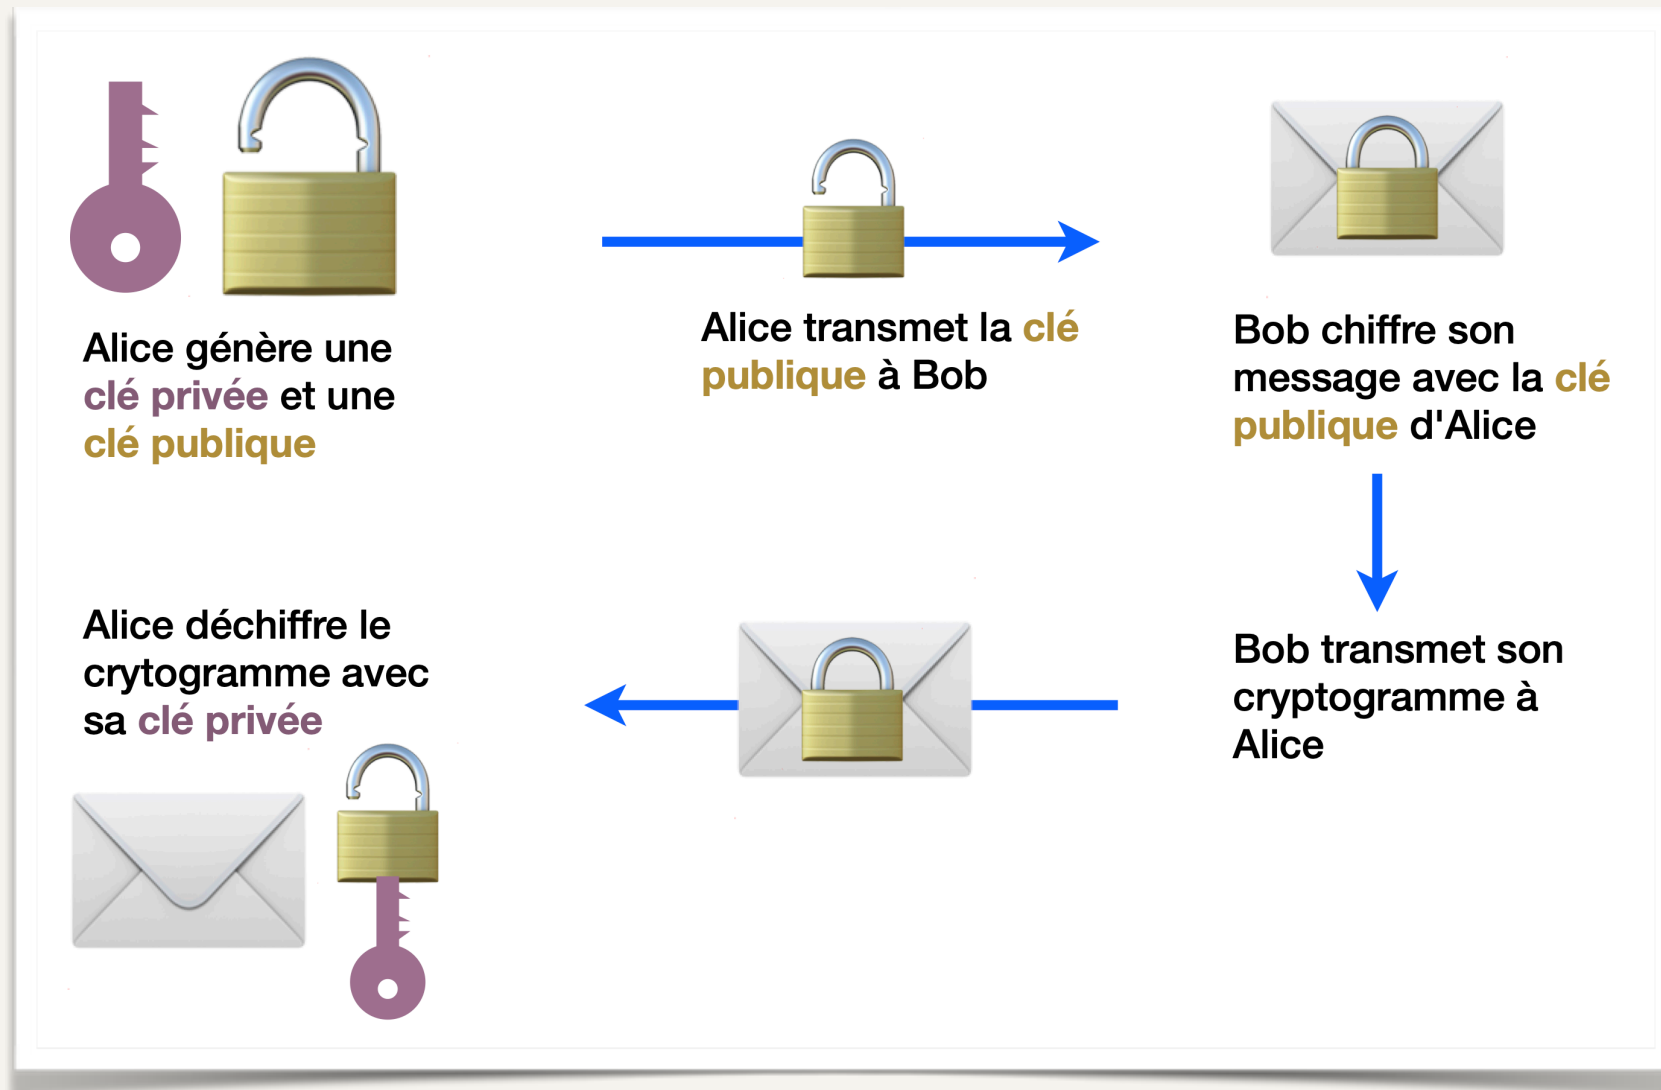 Alice génère une
clé privée et une
clé publique
Alice transmet la clé
publique à Bob
Bob chiffre son
message avec la clé
publique d'Alice
Bob transmet son
cryptogramme à
Alice
Alice déchiffre le
crytogramme avec
sa clé privée